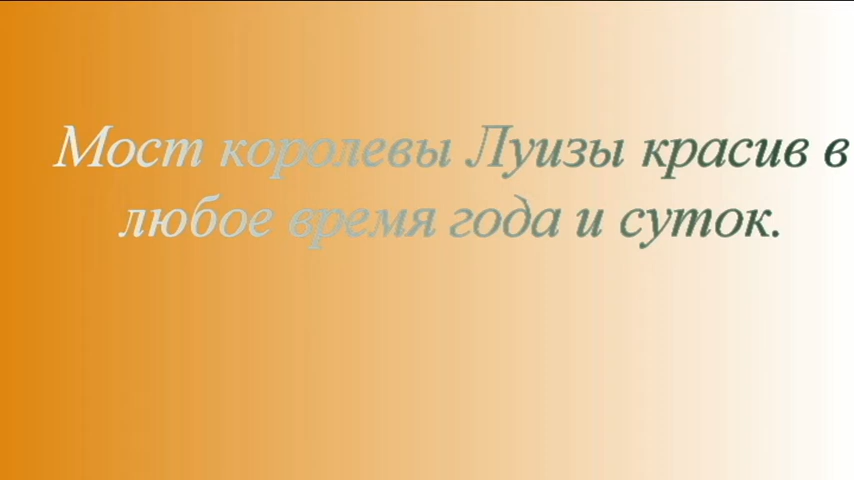 Мост королевы Луизы красив в
любое время года и суток.